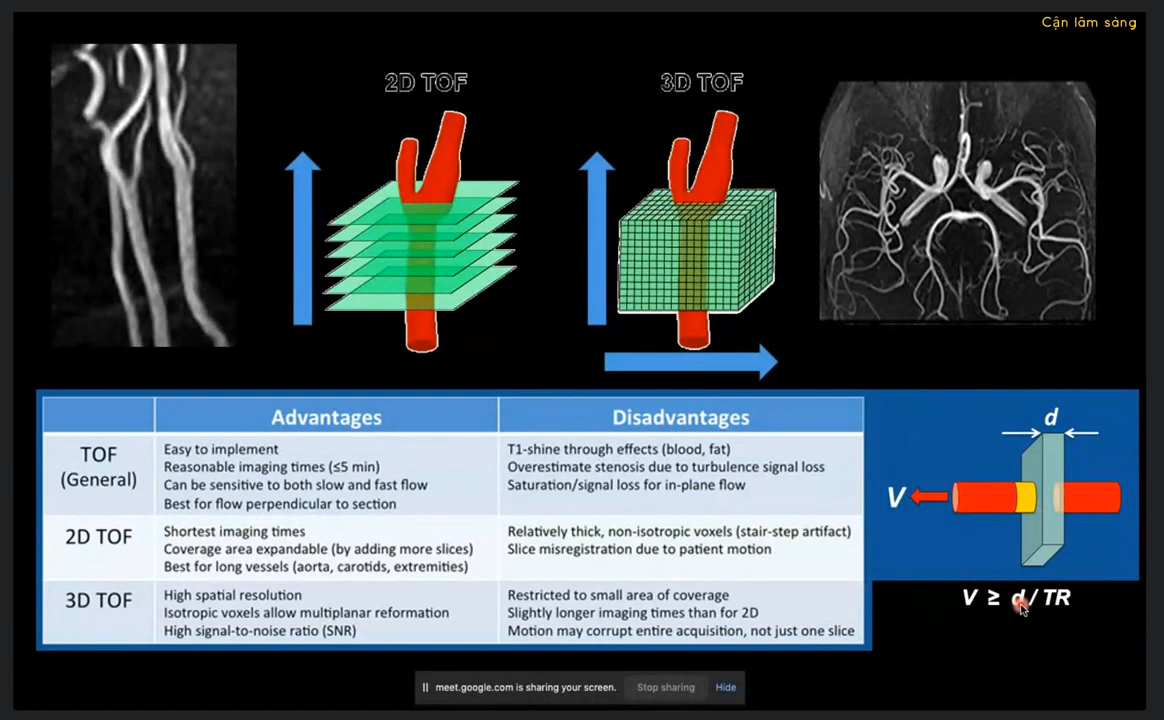 Cận lâm sàng
2D TOF
3D TOF
Advantages
Disadvantages
TOF
(General)
Easy to implement
Reasonable imaging times (≤5 min)
Can be sensitive to both slow and fast flow
Best for flow perpendicular to section
T1-shine through effects (blood, fat)
Overestimate stenosis due to turbulence signal loss
Saturation/signal loss for in-plane flow
2D TOF
Shortest imaging times
Coverage area expandable (by adding more slices)
Best for long vessels (aorta, carotids, extremities)
Relatively thick, non-isotropic voxels (stair-step artifact)
Slice misregistration due to patient motion
3D TOF
High spatial resolution
Isotropic voxels allow multiplanar reformation
High signal-to-noise ratio (SNR)
Restricted to small area of coverage
Slightly longer imaging times than for 2D
Motion may corrupt entire acquisition, not just one slice
d
V
V ≥ d / TR
meet.google.com is sharing your screen.
Stop sharing
Hide